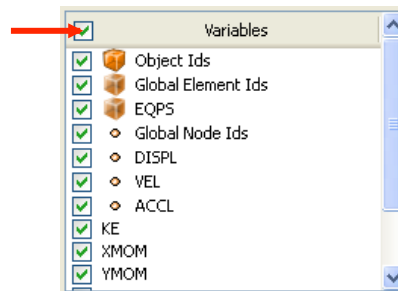 Variables
Object Ids
Global Element Ids
EQPS
Global Node Ids
DISPL
VEL
ACCL
KE
XMOM
YMOM